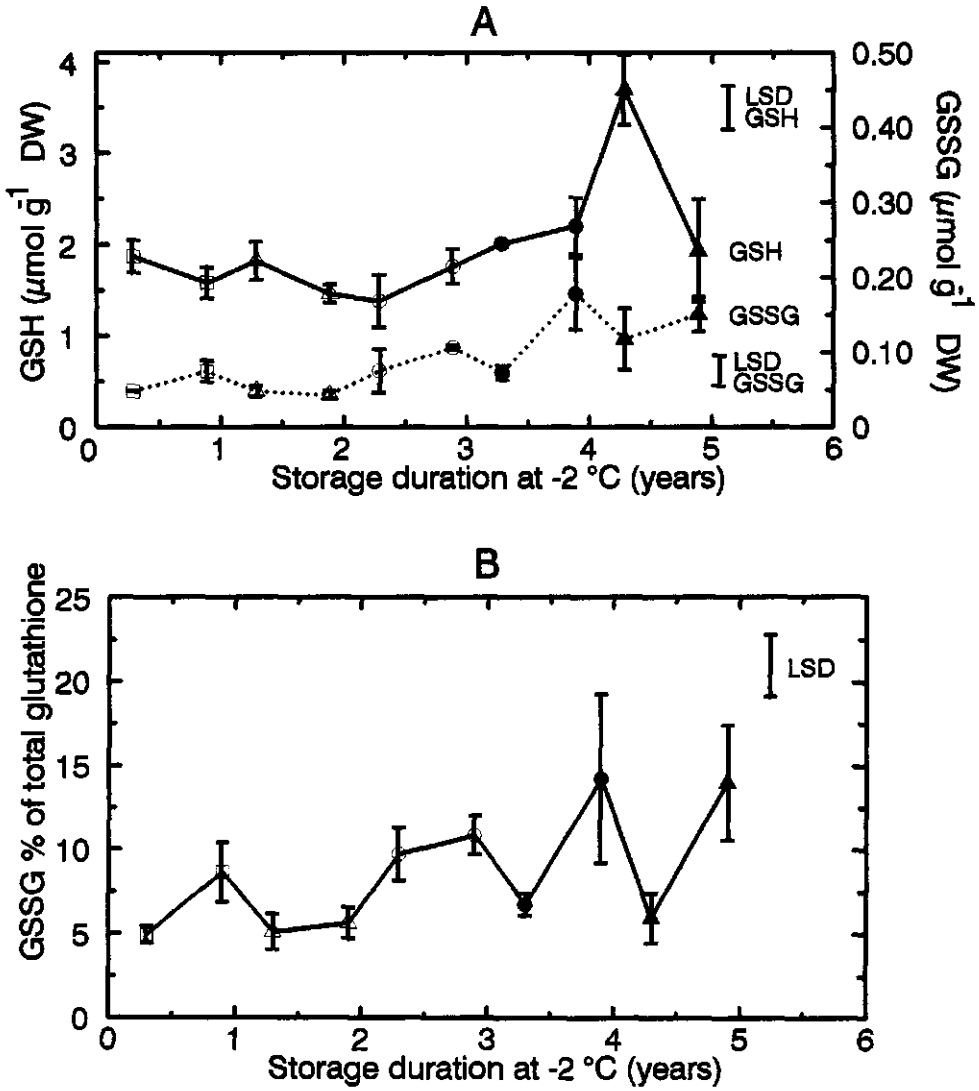 A
GSH (μmol g⁻¹ DW)
4
3
2
1
0
0.50
0.40
0.30
0.20
0.10
0
GSSG (μmol g⁻¹ DW)
LSD
GSH
GSH
GSSG
LSD
GSSG
0 1 2 3 4 5 6
Storage duration at -2 °C (years)
B
GSSG % of total glutathione
25
20
15
10
5
0
LSD
0 1 2 3 4 5 6
Storage duration at -2 °C (years)